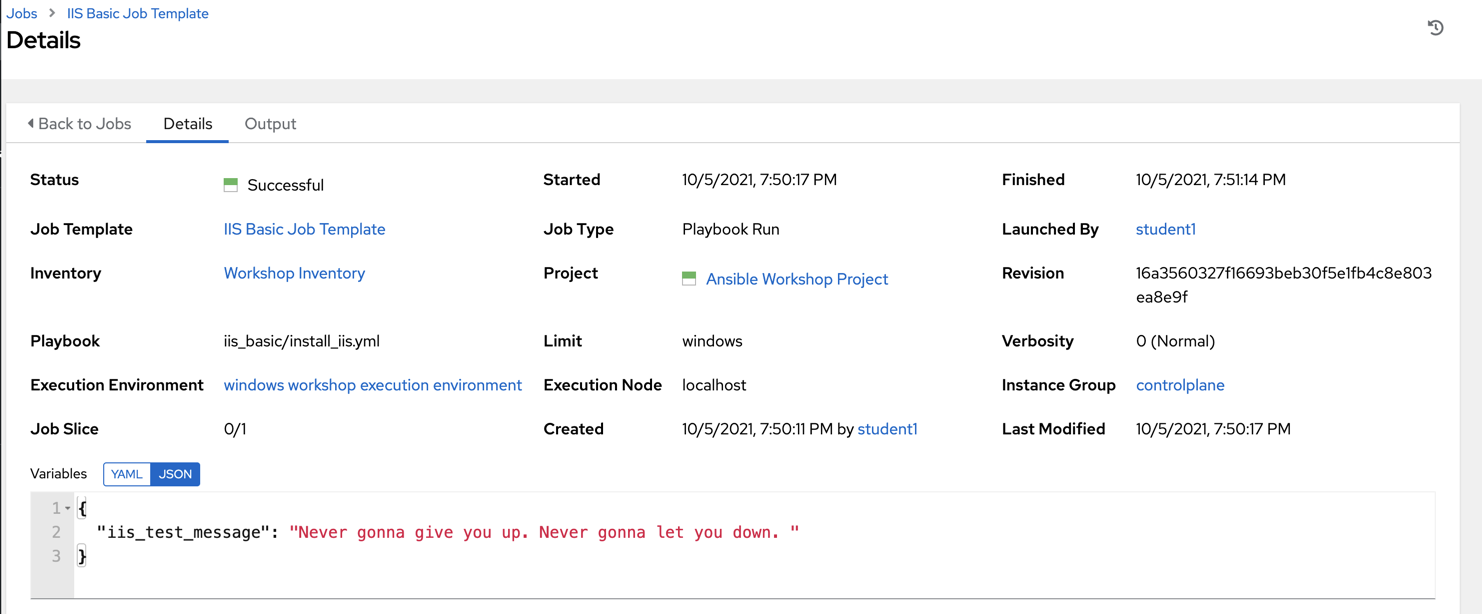 Jobs > IIS Basic Job Template
Details
Back to Jobs Details Output
Status Successful Started 10/5/2021, 7:50:17 PM Finished 10/5/2021, 7:51:14 PM
Job Template IIS Basic Job Template Job Type Playbook Run Launched By student1
Inventory Workshop Inventory Project Ansible Workshop Project Revision 16a3560327f16693beb30f5e1fb4c8e803
ea8e9f
Playbook iis_basic/install_iis.yml Limit windows Verbosity 0 (Normal)
Execution Environment windows workshop execution environment Execution Node localhost Instance Group controlplane
Job Slice 0/1 Created 10/5/2021, 7:50:11 PM by student1 Last Modified 10/5/2021, 7:50:17 PM
Variables YAML JSON
1 {
2 "iis_test_message": "Never gonna give you up. Never gonna let you down. "
3 }